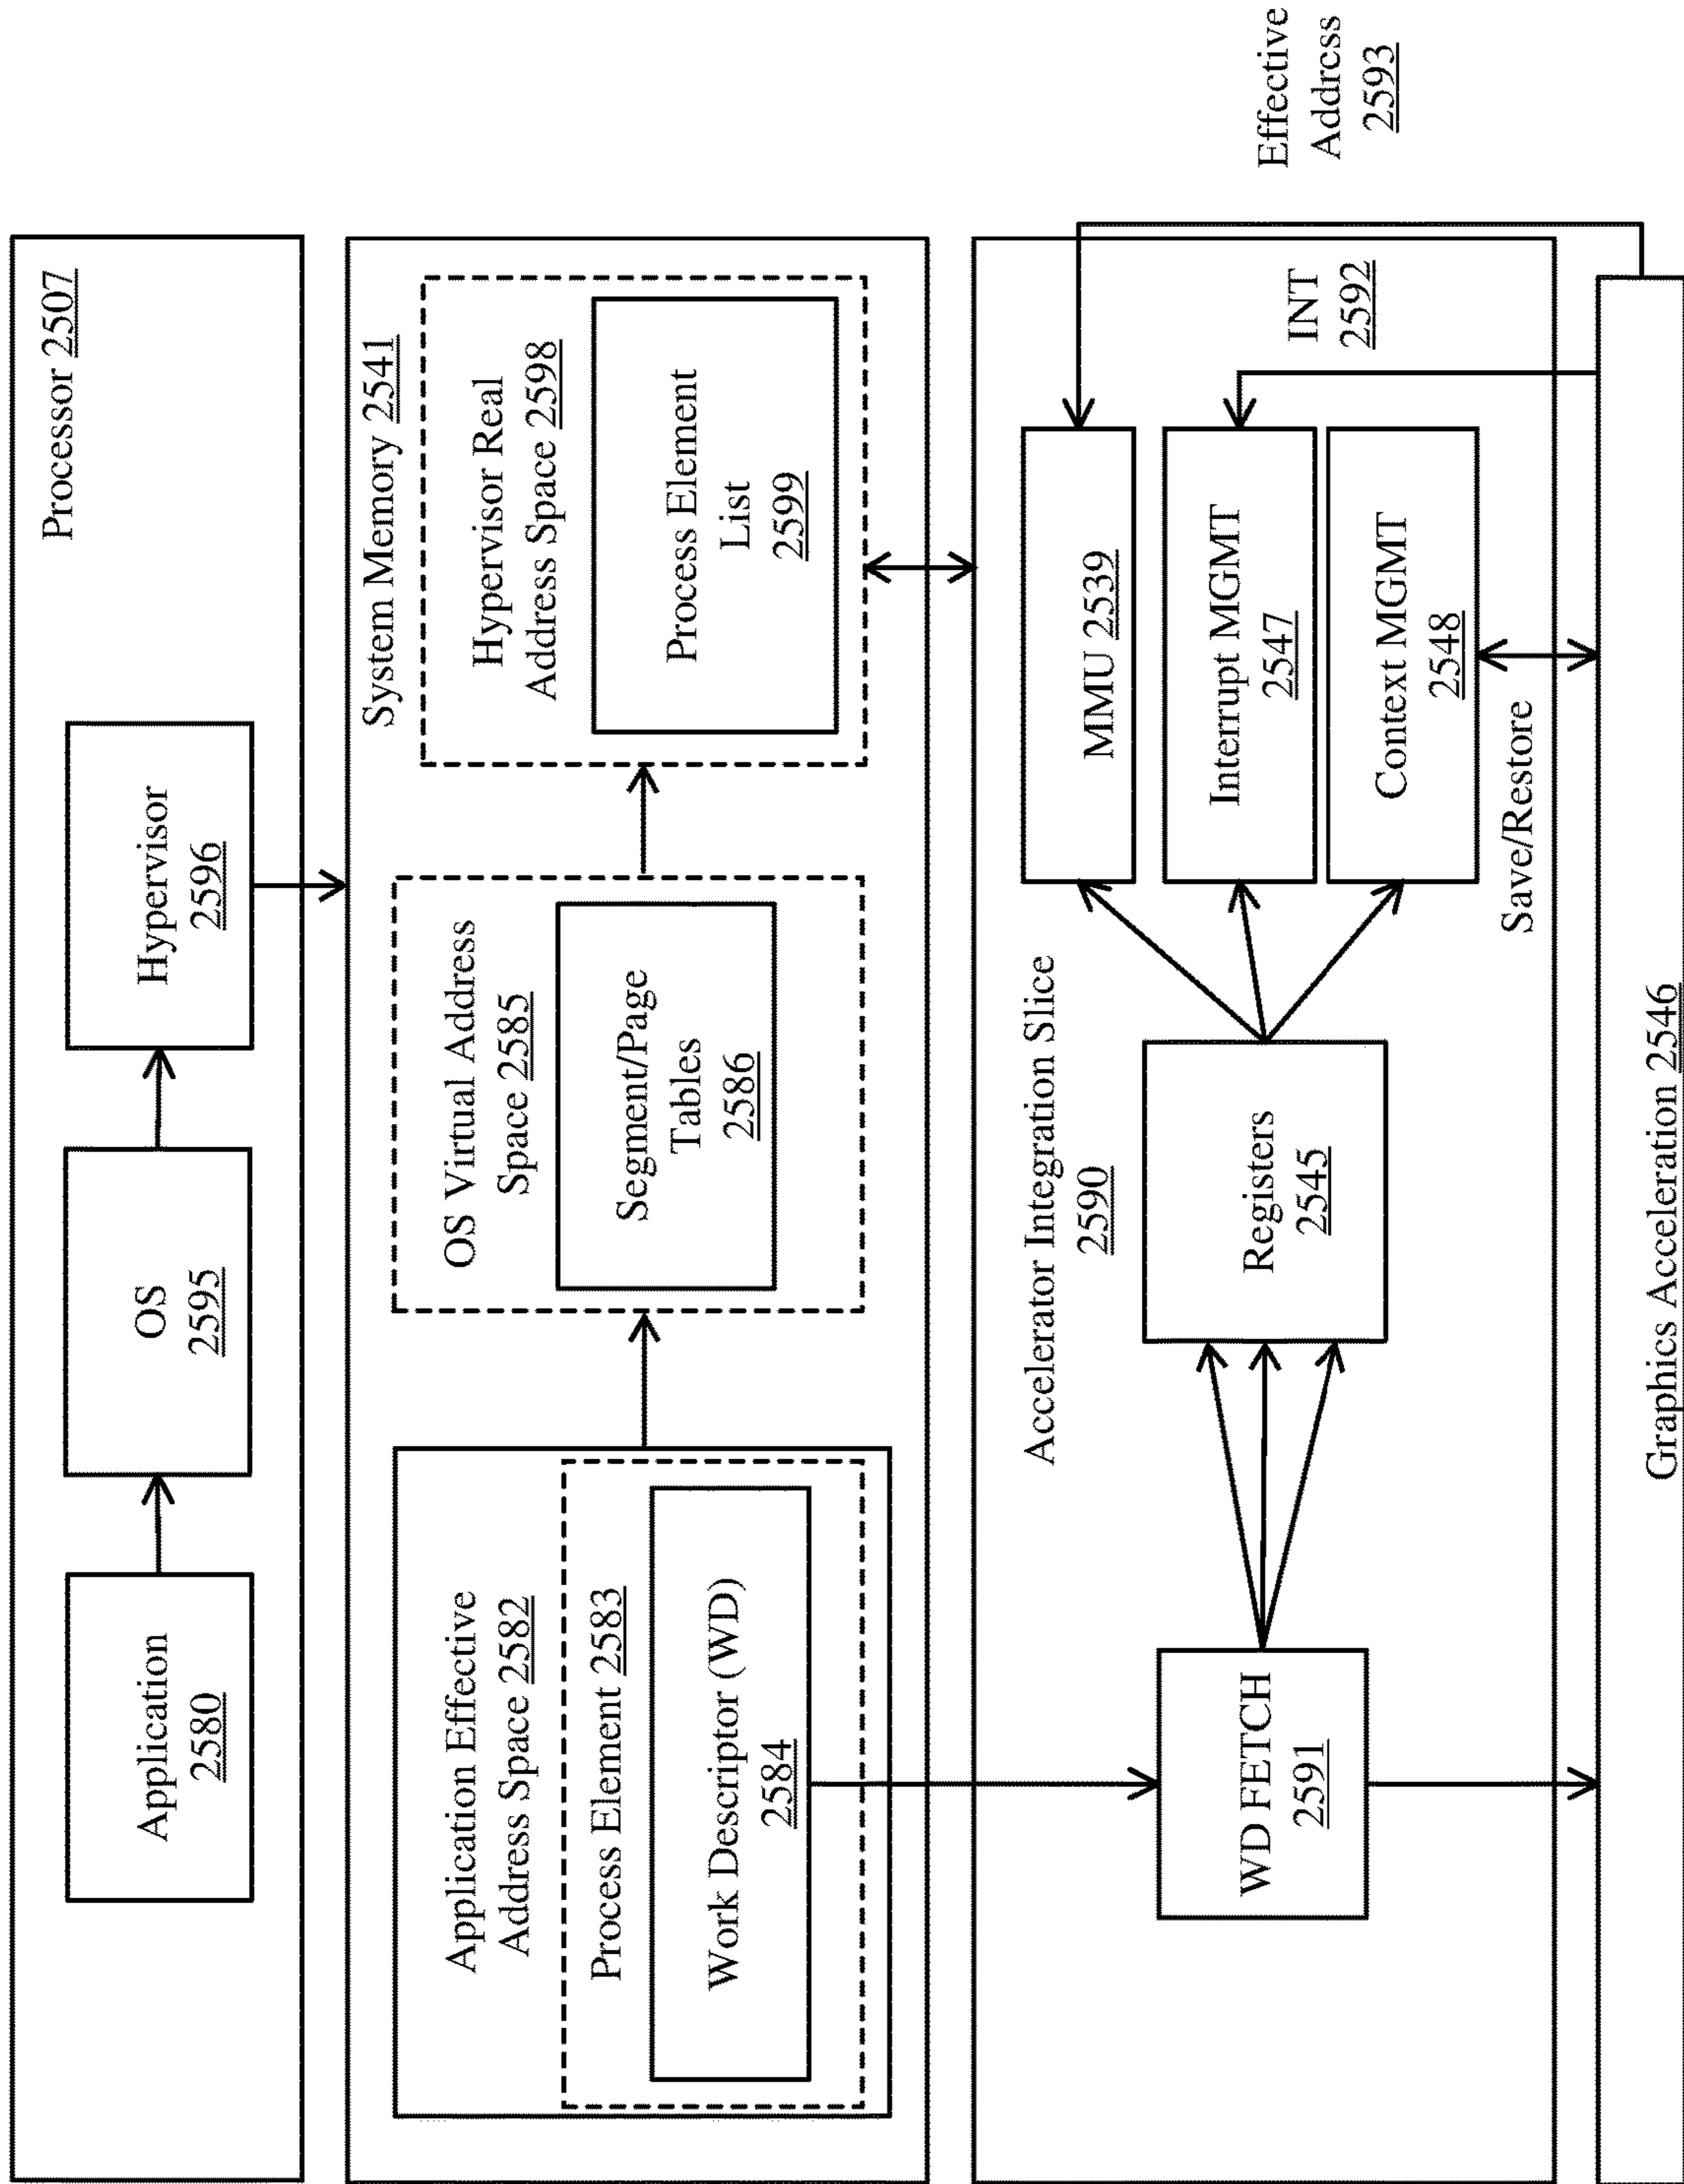 Processor 2507
Application
2580
OS
2595
Hypervisor
2596
System Memory 2541
Application Effective
Address Space 2582
Process Element 2583
Work Descriptor (WD)
2584
OS Virtual Address
Space 2585
Segment/Page
Tables
2586
Hypervisor Real
Address Space 2598
Process Element
List
2599
Accelerator Integration Slice
2590
WD FETCH
2591
Registers
2545
MMU 2539
Interrupt MGMT
2547
Context MGMT
2548
Save/Restore
INT
2592
Effective
Address
2593
Graphics Acceleration 2546